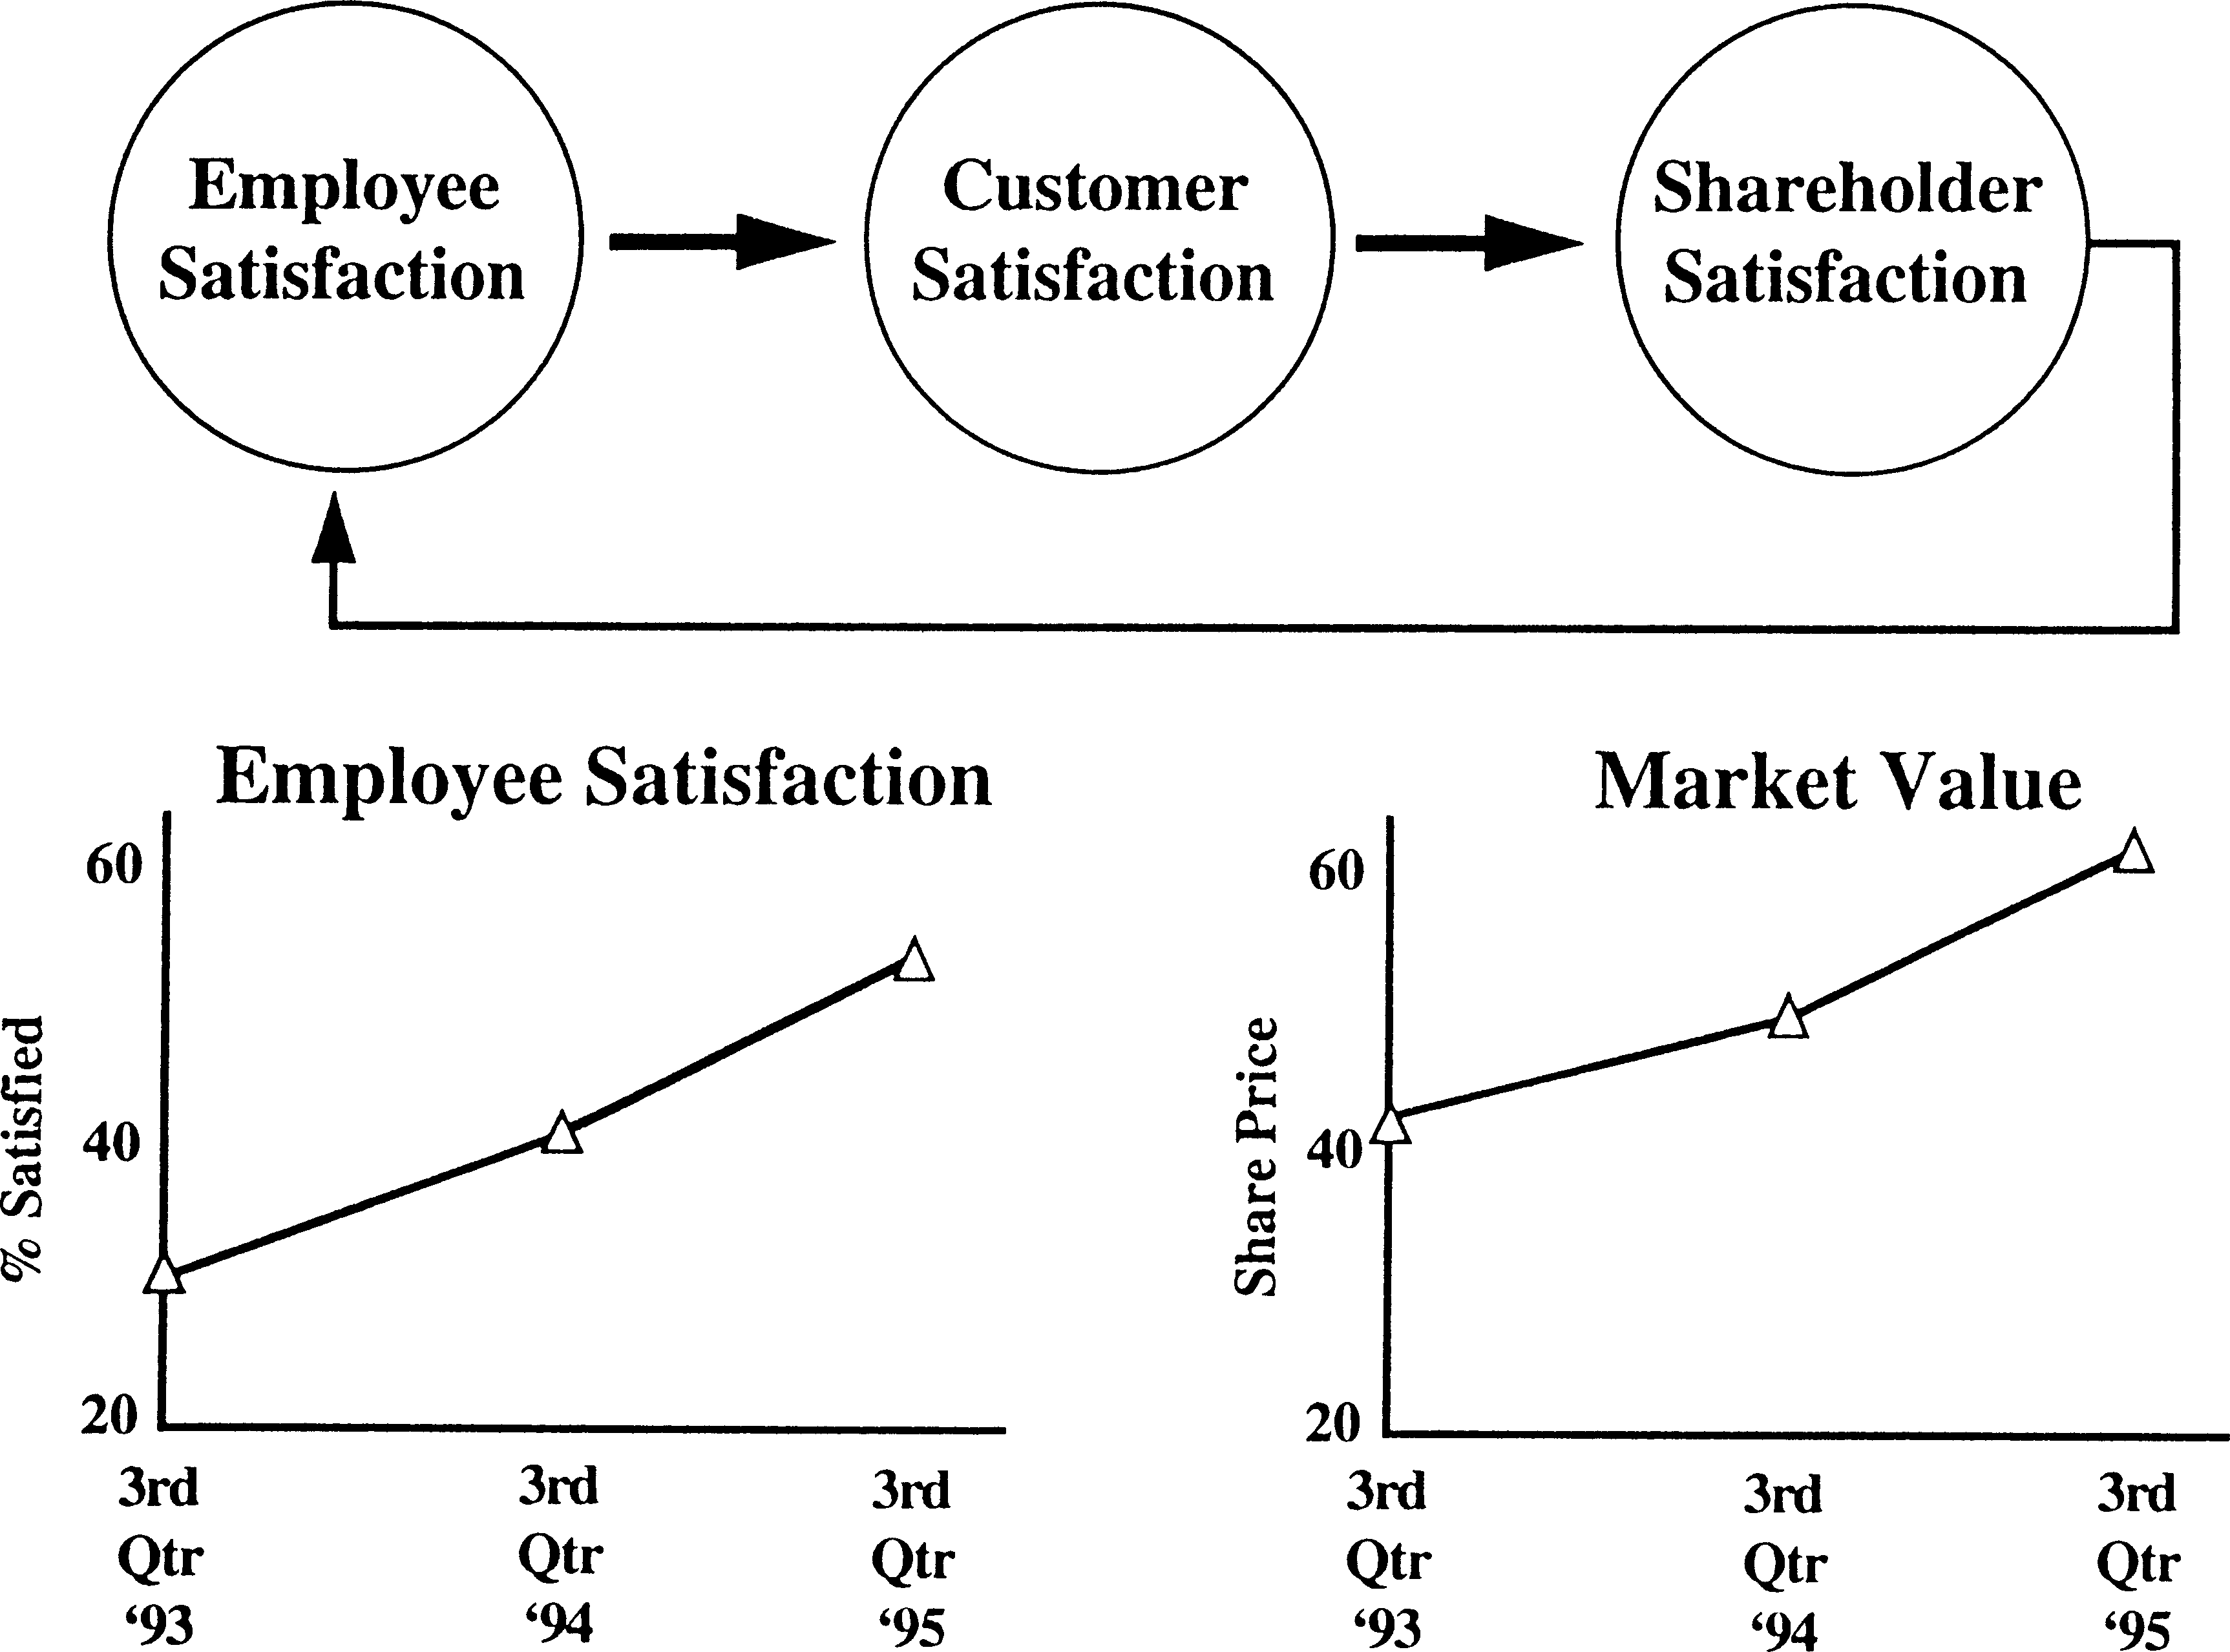 Employee
Satisfaction
Customer
Satisfaction
Shareholder
Satisfaction
Employee Satisfaction
% Satisfied
60
40
20
3rd
Qtr
‘93
3rd
Qtr
‘94
3rd
Qtr
‘95
Market Value
Share Price
60
40
20
3rd
Qtr
‘93
3rd
Qtr
‘94
3rd
Qtr
‘95